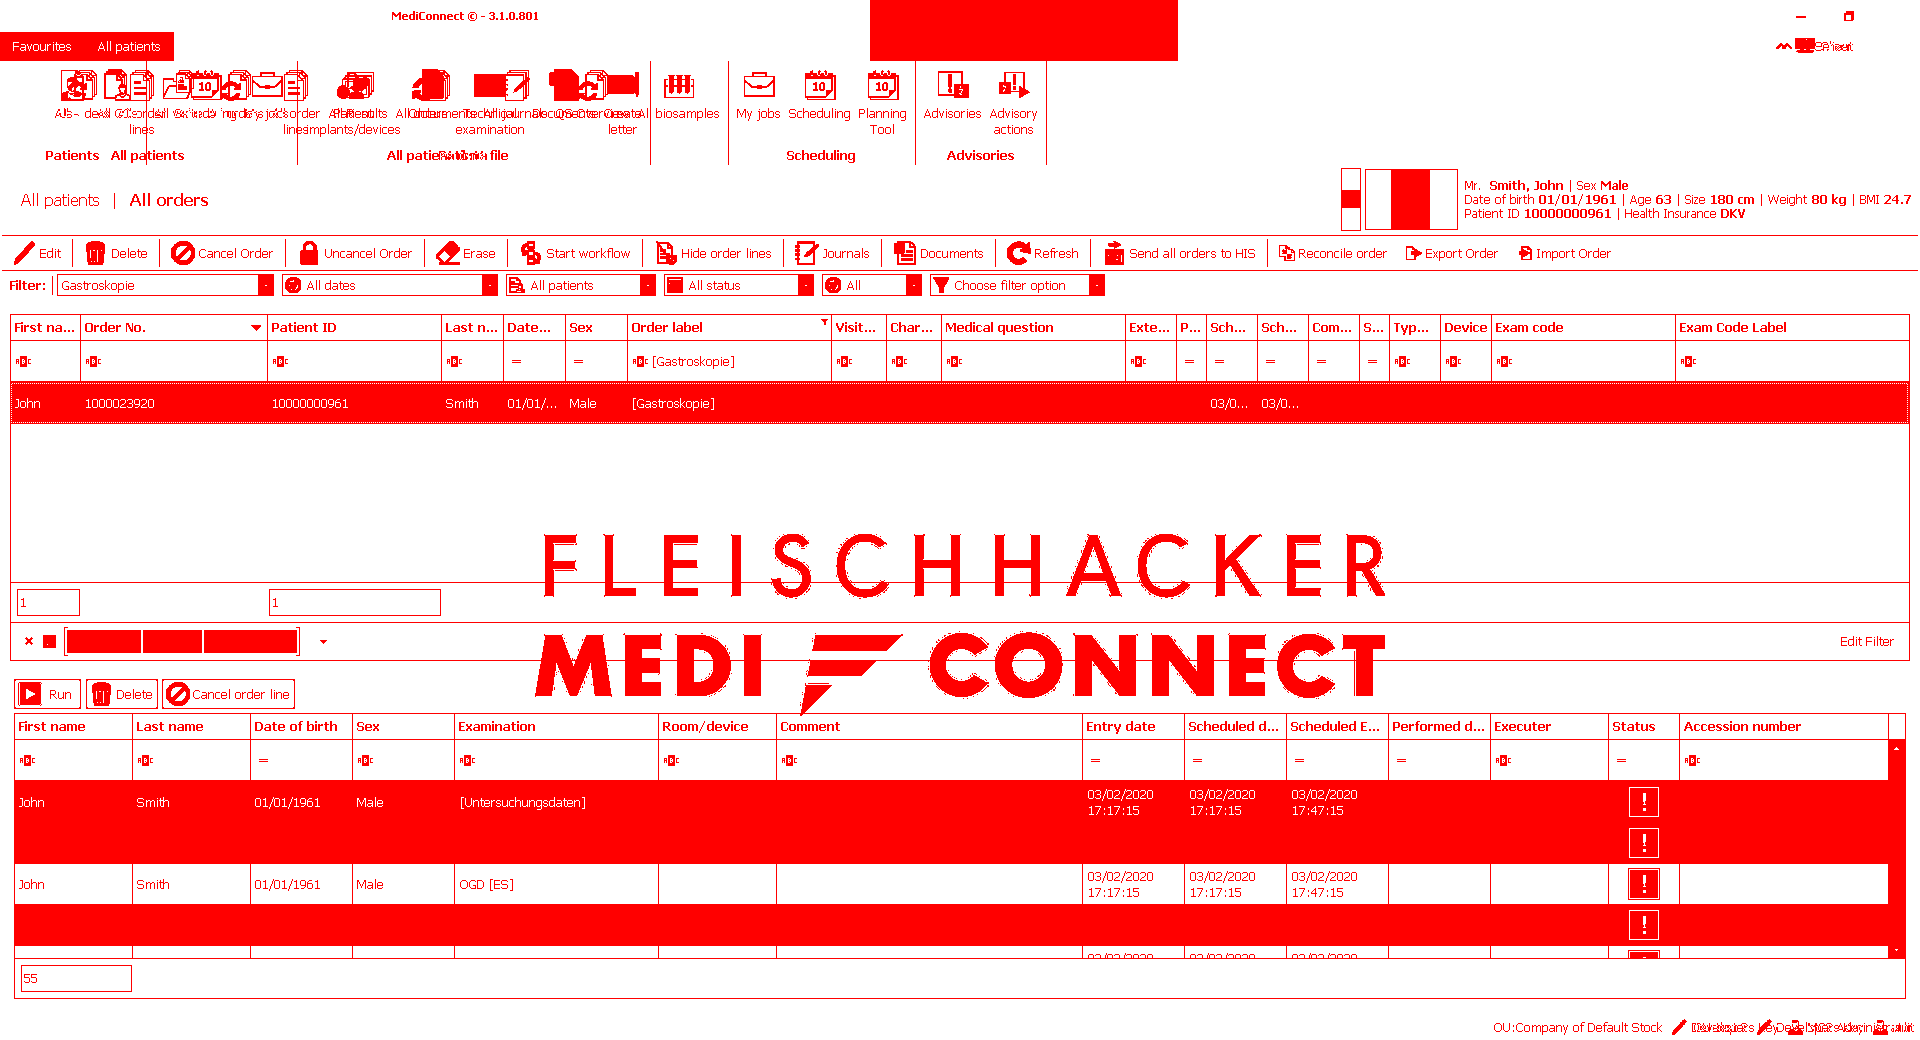 MediConnect © - 3.1.0.801
Favourites All patients
lines implants/devices examination letter
biosamples
My jobs Scheduling Planning Tool
Advisories Advisory actions
Patients All patients Scheduling Advisories
All patients | All orders
Mr. Smith, John | Sex Male
Date of birth 01/01/1961 | Age 63 | Size 180 cm | Weight 80 kg | BMI 24.7
Patient ID 10000000961 | Health Insurance DKV
Edit Delete Cancel Order Uncancel Order Erase Start workflow Hide order lines Journals Documents Refresh Send all orders to HIS Reconcile order Export Order Import Order
Filter: Gastroskopie All dates All patients All status All Choose filter option
First na... Order No. Patient ID Last n... Date... Sex Order label Visit... Char... Medical question Exte... P... Sch... Sch... Com... S... Typ... Device Exam code Exam Code Label
[Gastroskopie]
John 1000023920 10000000961 Smith 01/01/... Male [Gastroskopie] 03/0... 03/0...
FLEISCHHACKER
1 1
Edit Filter
MEDI CONNECT
Run Delete Cancel order line
First name Last name Date of birth Sex Examination Room/device Comment Entry date Scheduled d... Scheduled E... Performed d... Executer Status Accession number
John Smith 01/01/1961 Male [Untersuchungsdaten] 03/02/2020 17:17:15 03/02/2020 17:17:15 03/02/2020 17:47:15
John Smith 01/01/1961 Male OGD [ES] 03/02/2020 17:17:15 03/02/2020 17:17:15 03/02/2020 17:47:15
55
OU:Company of Default Stock